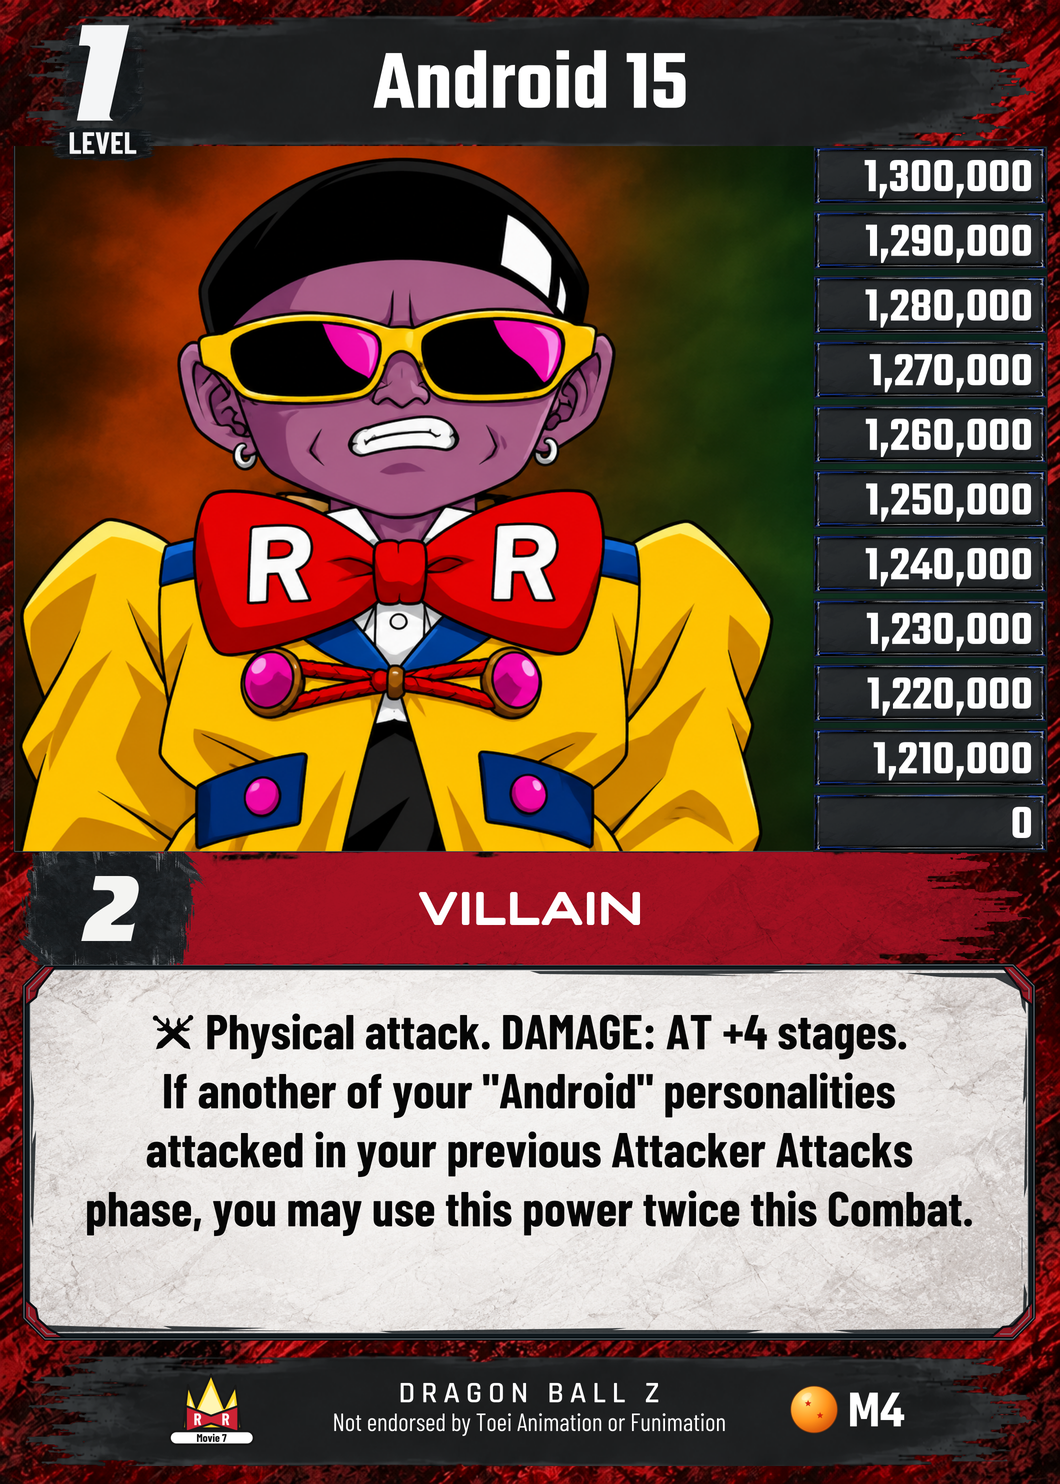 1
LEVEL
Android 15
1,300,000
1,290,000
1,280,000
1,270,000
1,260,000
1,250,000
1,240,000
1,230,000
1,220,000
1,210,000
0
R R
2
VILLAIN
Physical attack. DAMAGE: AT +4 stages.
If another of your "Android" personalities
attacked in your previous Attacker Attacks
phase, you may use this power twice this Combat.
R R
Movie 7
DRAGON BALL Z
Not endorsed by Toei Animation or Funimation
M4